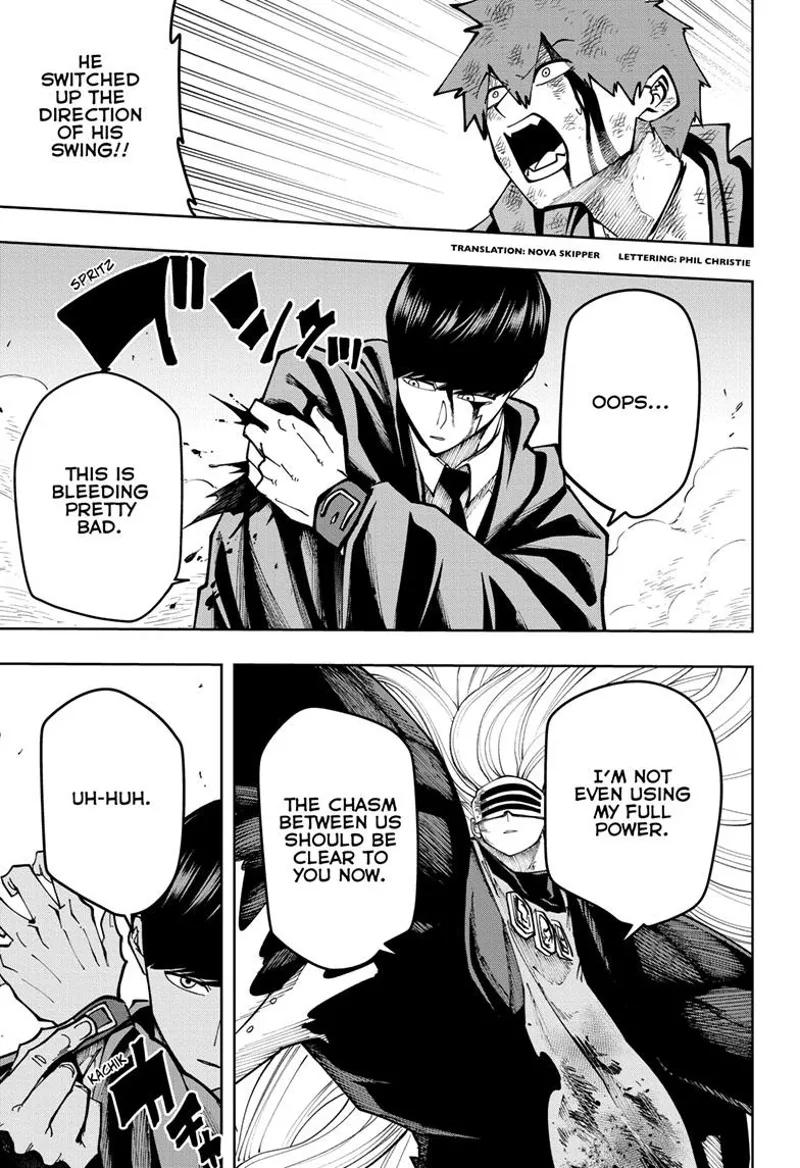 HE
SWITCHED
UP THE
DIRECTION
OF HIS
SWING!!
TRANSLATION: NOVA SKIPPER
LETTERING: PHIL CHRISTIE
OOPS...
SPRITZ
THIS IS
BLEEDING
PRETTY
BAD.
I'M NOT
EVEN USING
MY FULL
POWER.
THE CHASM
BETWEEN US
SHOULD BE
CLEAR TO
YOU NOW.
UH-HUH.
KACHIK